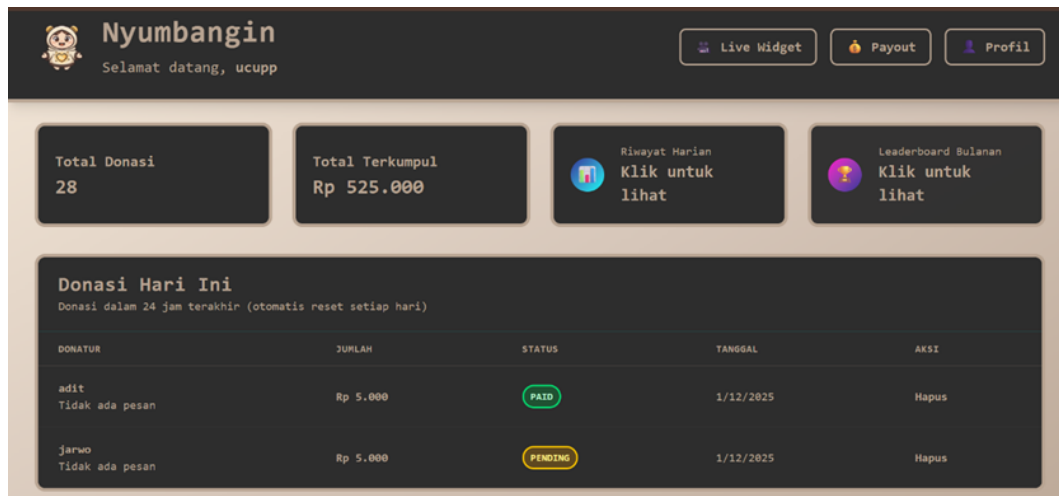 Nyumbangin
Selamat datang, ucupp
Live Widget
Payout
Profil
Total Donasi
28
Total Terkumpul
Rp 525.000
Riwayat Harian
Klik untuk
lihat
Leaderboard Bulanan
Klik untuk
lihat
Donasi Hari Ini
Donasi dalam 24 jam terakhir (otomatis reset setiap hari)
DONATUR JUMLAH STATUS TANGGAL AKSI
adit
Tidak ada pesan
Rp 5.000 PAID 1/12/2025 Hapus
jarwo
Tidak ada pesan
Rp 5.000 PENDING 1/12/2025 Hapus